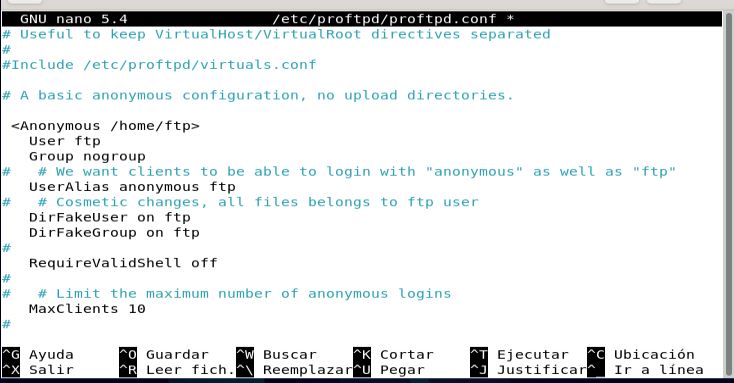 GNU nano 5.4 /etc/proftpd/proftpd.conf *
# Useful to keep VirtualHost/VirtualRoot directives separated
#
#Include /etc/proftpd/virtuals.conf

# A basic anonymous configuration, no upload directories.

 <Anonymous /home/ftp>
   User ftp
   Group nogroup
#   # We want clients to be able to login with "anonymous" as well as "ftp"
   UserAlias anonymous ftp
#   # Cosmetic changes, all files belongs to ftp user
   DirFakeUser on ftp
   DirFakeGroup on ftp
#
   RequireValidShell off
#
#   # Limit the maximum number of anonymous logins
   MaxClients 10
#

^G Ayuda ^O Guardar ^W Buscar ^K Cortar ^T Ejecutar ^C Ubicación
^X Salir ^R Leer fich. ^\ Reemplazar ^U Pegar ^J Justificar ^_ Ir a línea